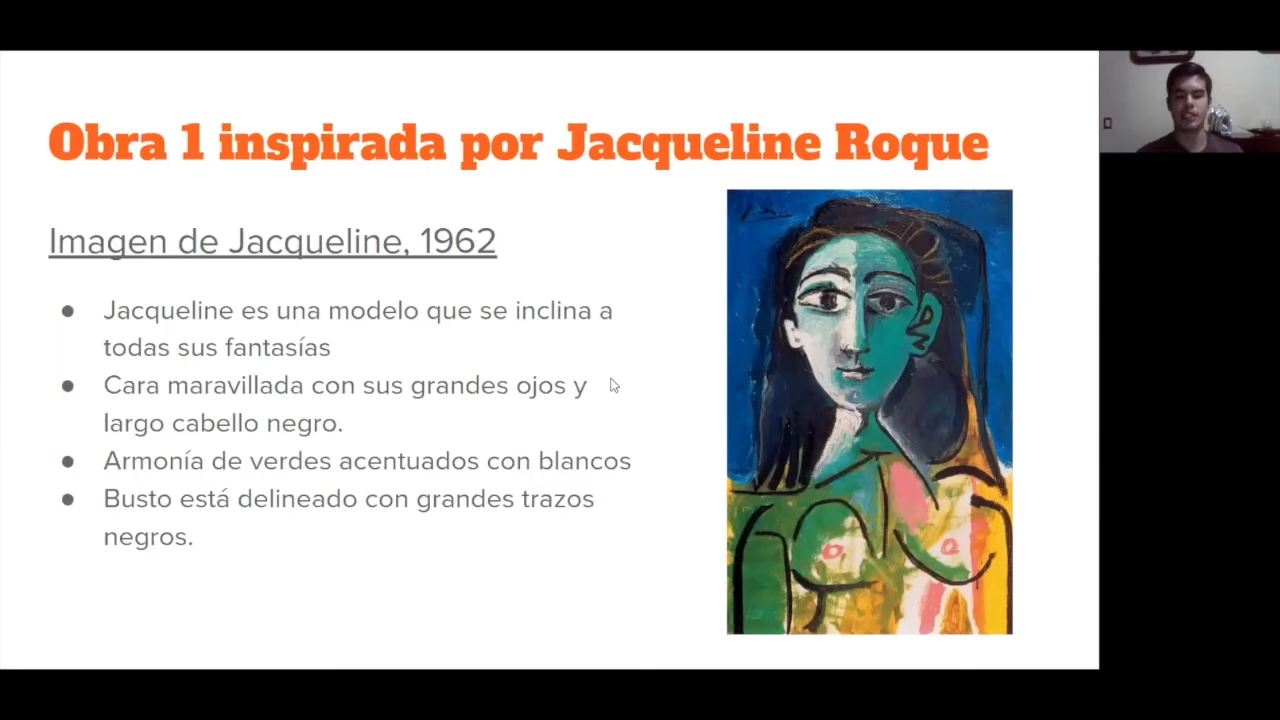 Obra 1 inspirada por Jacqueline Roque
Imagen de Jacqueline, 1962
● Jacqueline es una modelo que se inclina a
todas sus fantasías
● Cara maravillada con sus grandes ojos y
largo cabello negro.
● Armonía de verdes acentuados con blancos
● Busto está delineado con grandes trazos
negros.